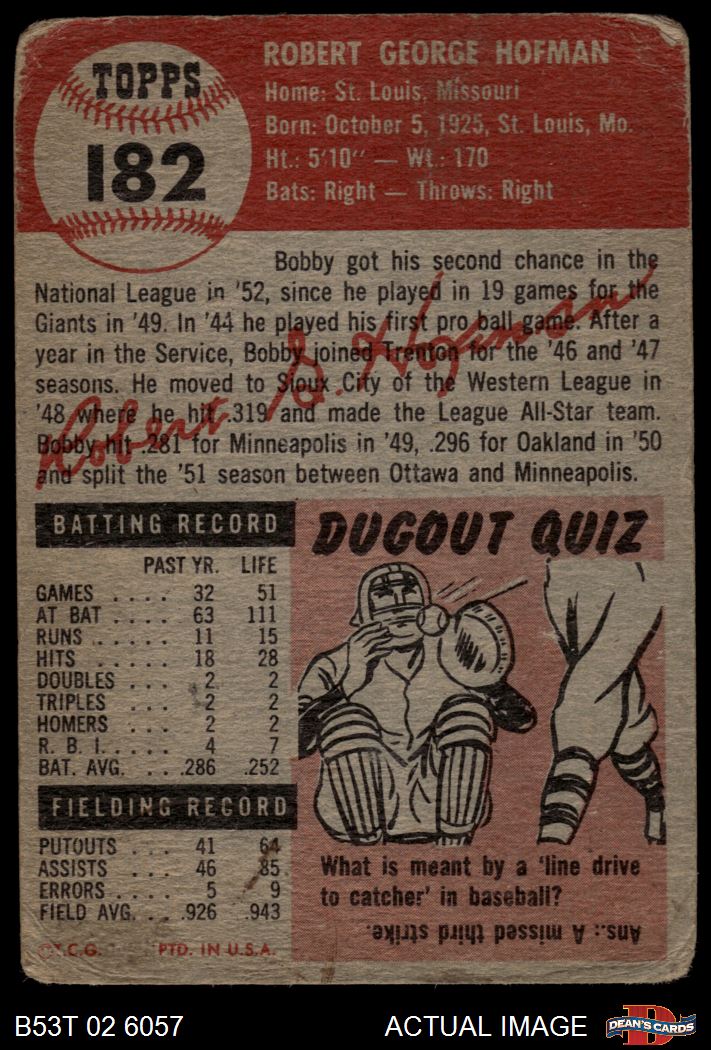 TOPPS
182
ROBERT GEORGE HOFMAN
Home: St. Louis, Missouri
Born: October 5, 1925, St. Louis, Mo.
Ht.: 5'10" — Wt.: 170
Bats: Right — Throws: Right
Bobby got his second chance in the
National League in '52, since he played in 19 games for the
Giants in '49. In '44 he played his first pro ball game. After a
year in the Service, Bobby joined Trenton for the '46 and '47
seasons. He moved to Sioux City of the Western League in
'48 where he hit .319 and made the League All-Star team.
Bobby hit .281 for Minneapolis in '49, .296 for Oakland in '50
and split the '51 season between Ottawa and Minneapolis.
Robert G. Hofman
BATTING RECORD
PAST YR. LIFE
GAMES .... 32 51
AT BAT .... 63 111
RUNS .... 11 15
HITS ..... 18 28
DOUBLES ... 2 2
TRIPLES ... 2 2
HOMERS ... 2 2
R. B. I. .... 4 7
BAT. AVG. ... .286 .252
FIELDING RECORD
PUTOUTS ... 41 64
ASSISTS ... 46 85
ERRORS .... 5 9
FIELD AVG. .. .926 .943
©T.C.G. PTD. IN U.S.A.
DUGOUT QUIZ
What is meant by a 'line drive
to catcher' in baseball?
Ans.: A missed third strike.
B53T 02 6057 ACTUAL IMAGE DEAN'S CARDS